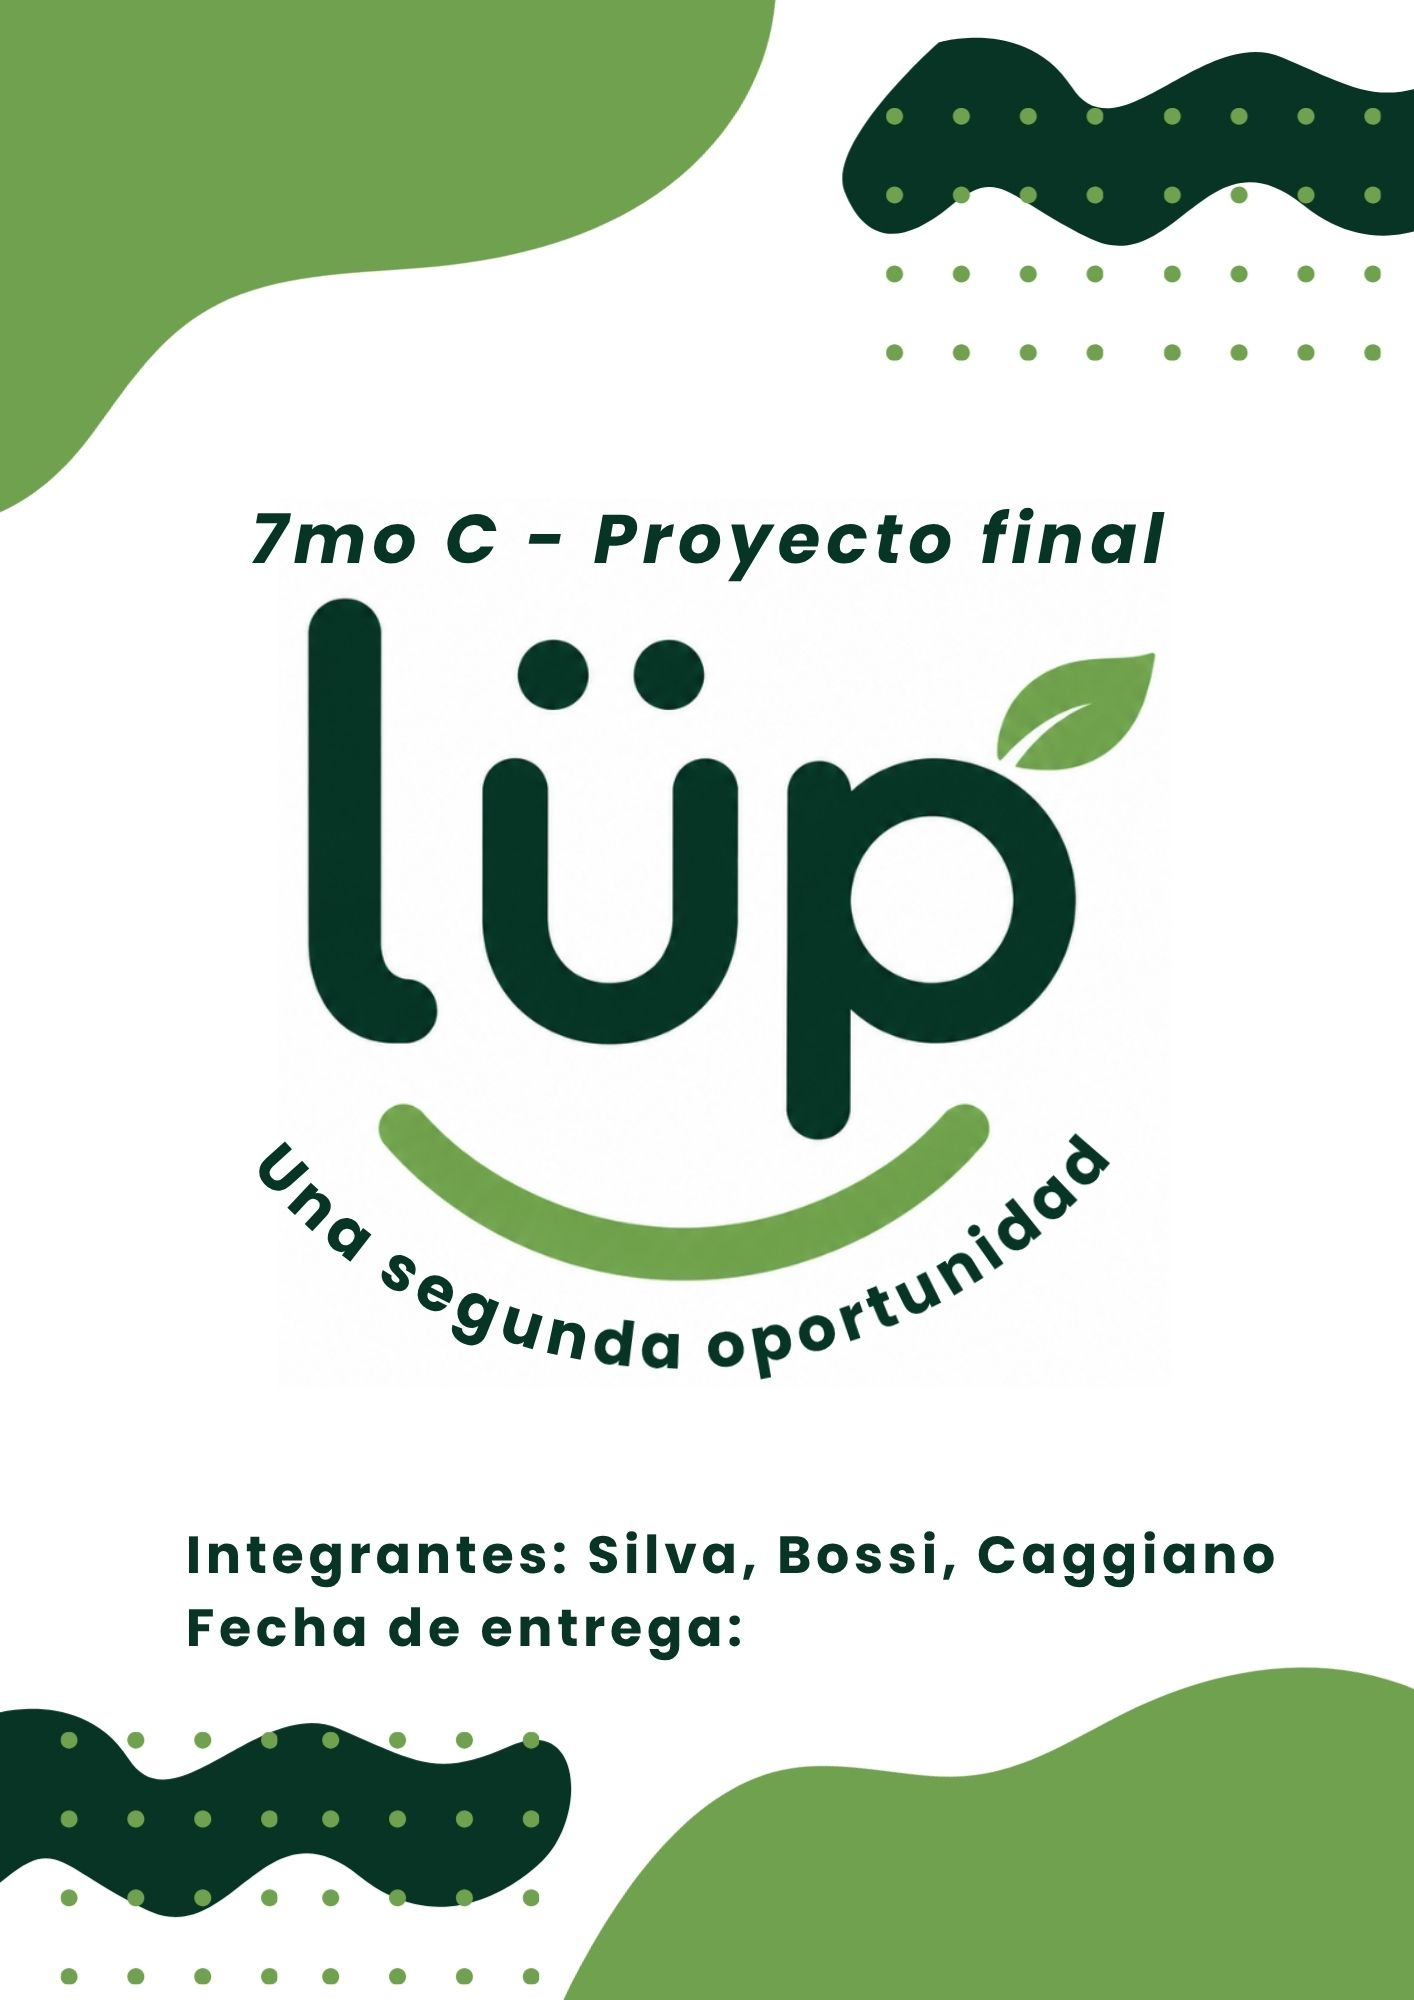 7mo C - Proyecto final
lüp
Una segunda oportunidad
Integrantes: Silva, Bossi, Caggiano
Fecha de entrega: